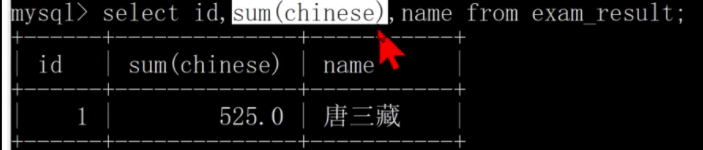 mysql> select id,sum(chinese),name from exam_result;
+------+--------------+-----------+
| id   | sum(chinese) | name      |
+------+--------------+-----------+
|    1 |        525.0 | 唐三藏    |
+------+--------------+-----------+